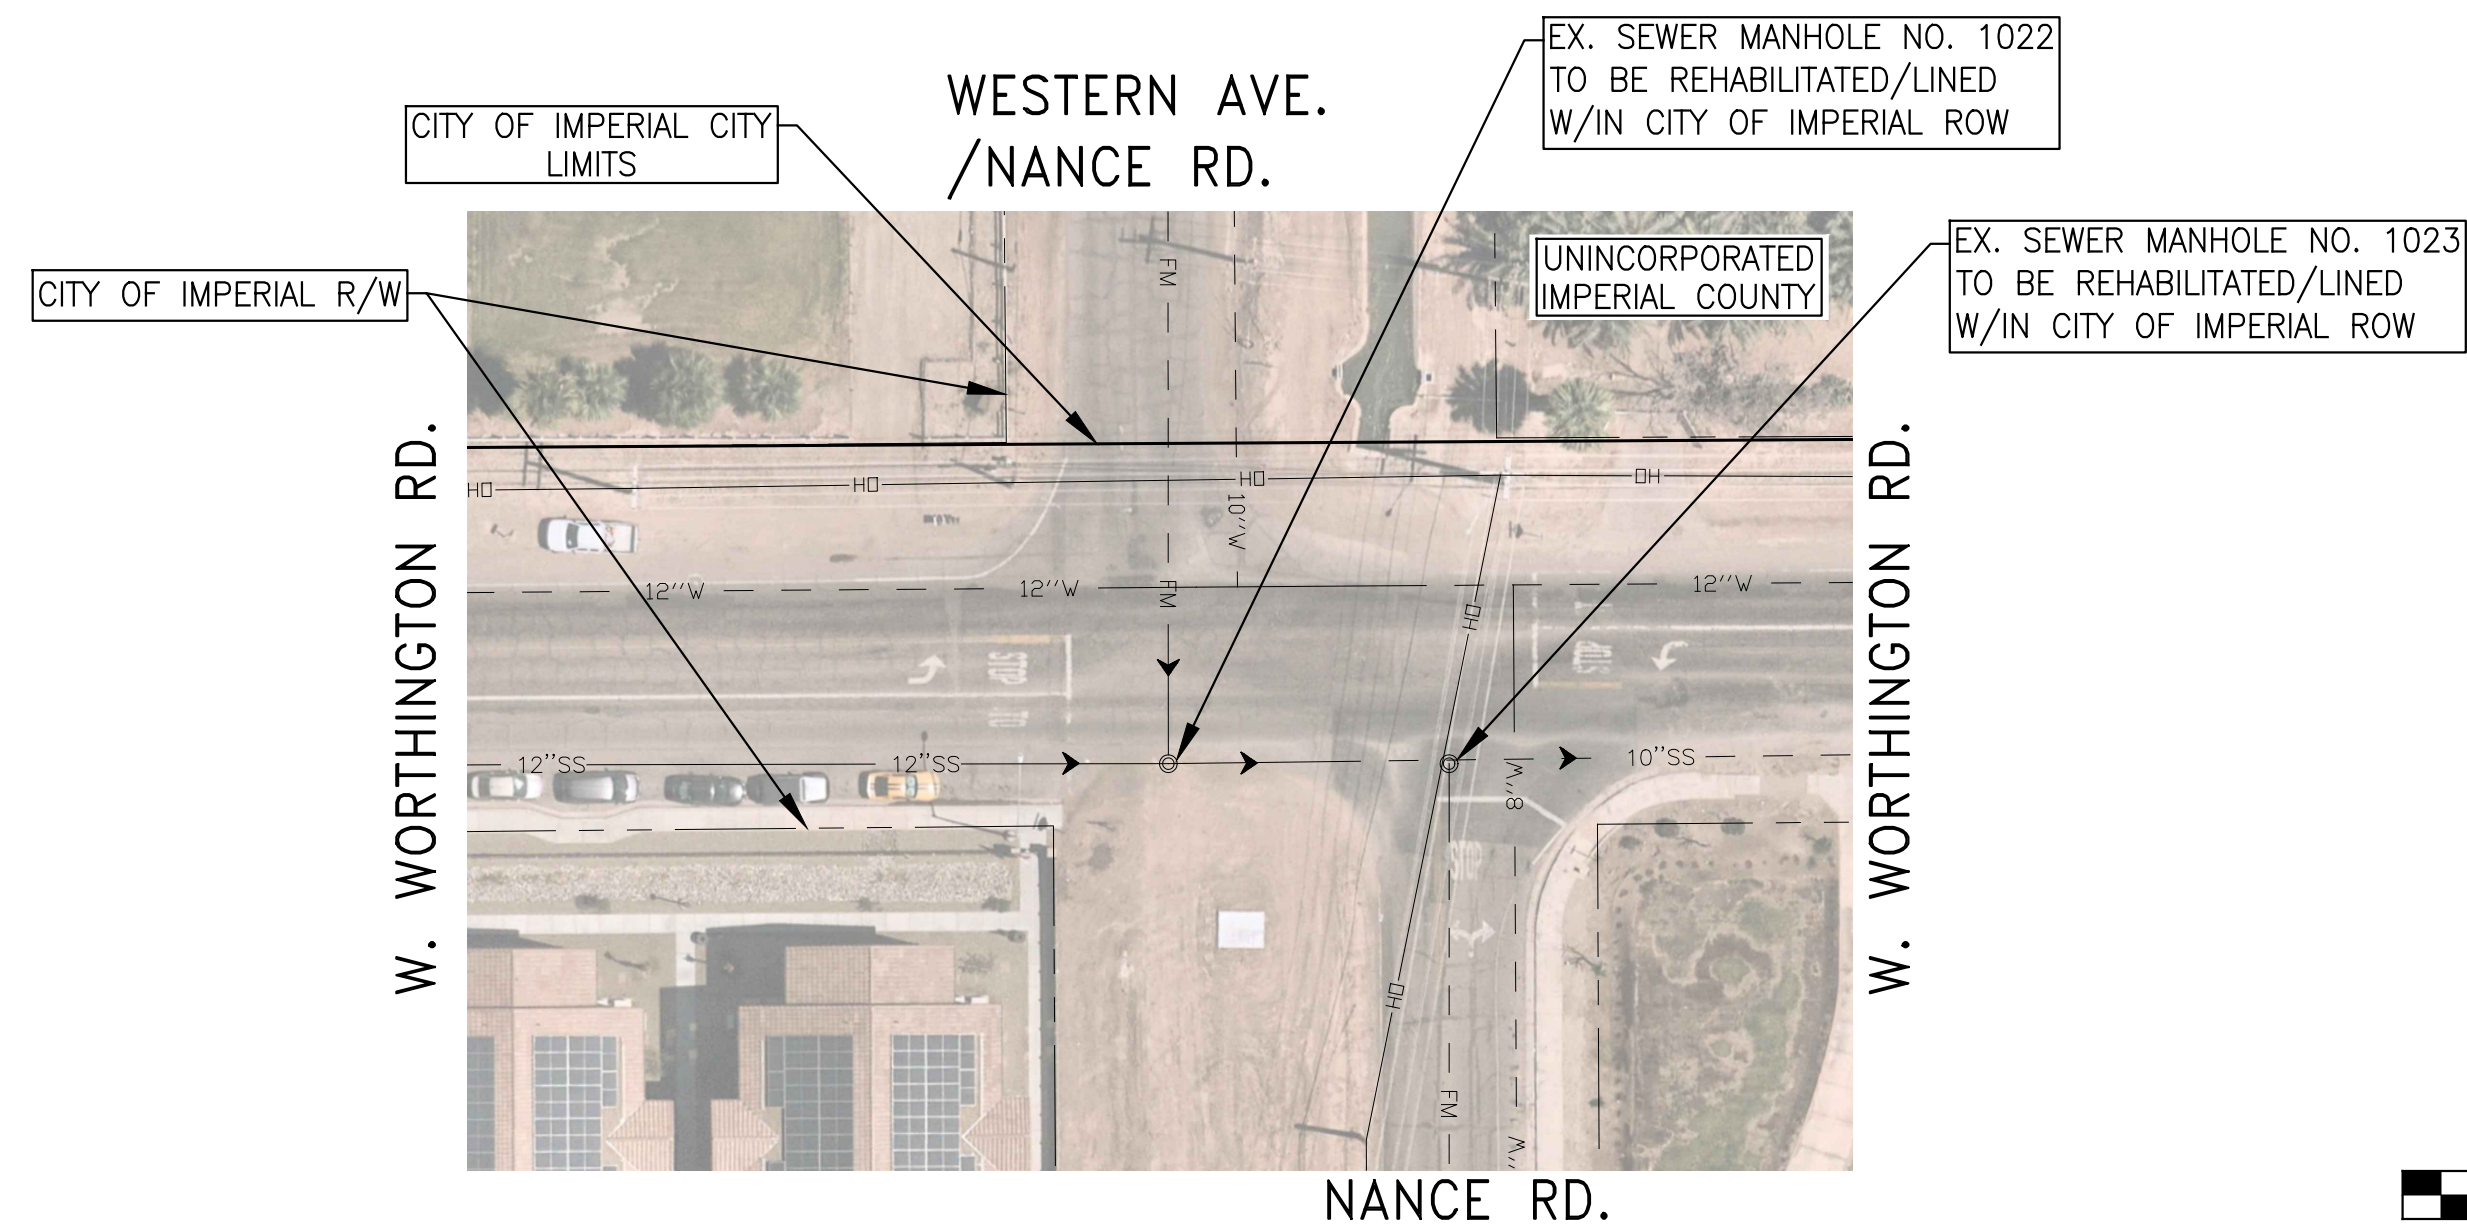 EX. SEWER MANHOLE NO. 1022
TO BE REHABILITATED/LINED
W/IN CITY OF IMPERIAL ROW
WESTERN AVE.
/NANCE RD.
CITY OF IMPERIAL CITY
LIMITS
EX. SEWER MANHOLE NO. 1023
TO BE REHABILITATED/LINED
W/IN CITY OF IMPERIAL ROW
UNINCORPORATED
IMPERIAL COUNTY
CITY OF IMPERIAL R/W
FM
W. WORTHINGTON RD.
W. WORTHINGTON RD.
OH
OH
OH
OH
10"W
12"W
12"W
FM
12"W
OH
STOP
STOP
12"SS
12"SS
10"SS
8"W
STOP
OH
FM
"W
NANCE RD.